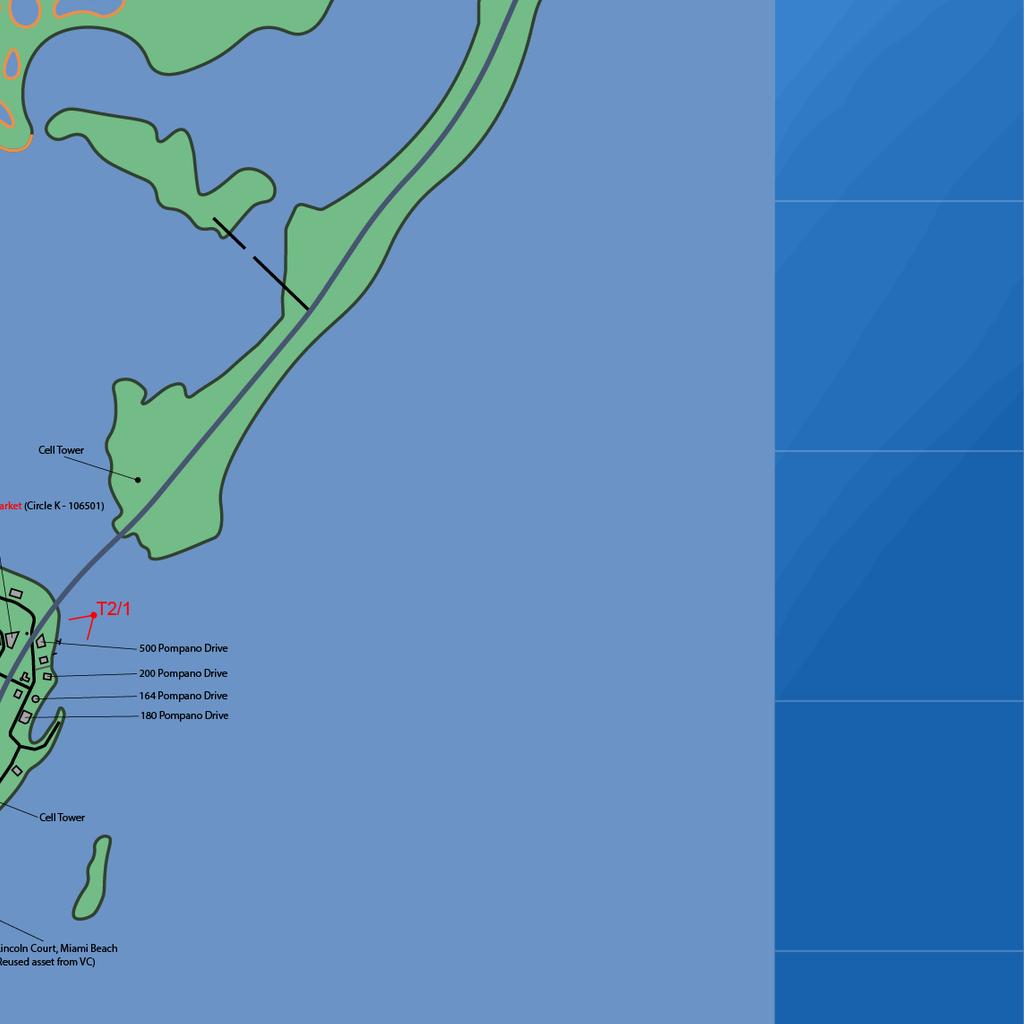 Cell Tower
arket (Circle K - 106501)
T2/1
500 Pompano Drive
200 Pompano Drive
164 Pompano Drive
180 Pompano Drive
Cell Tower
incoln Court, Miami Beach
Reused asset from VC)